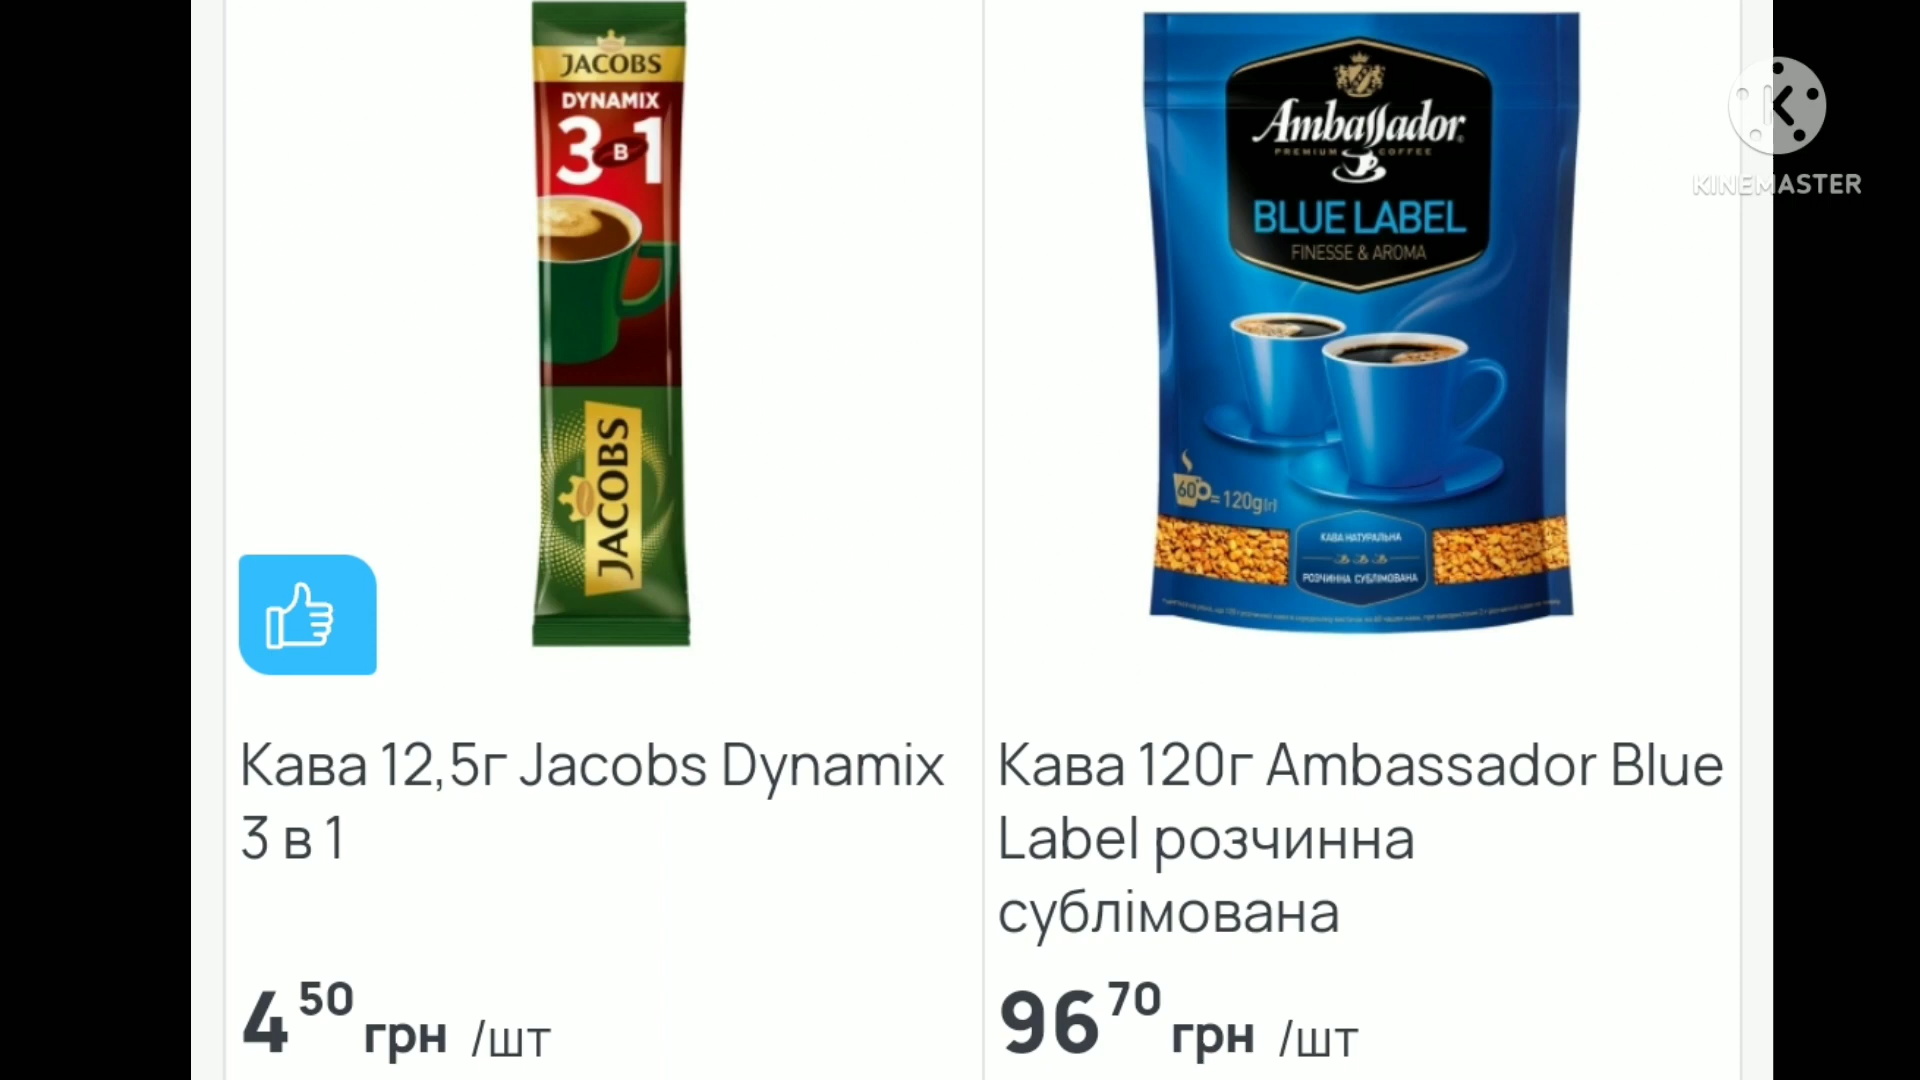 JACOBS
DYNAMIX
3 в 1
JACOBS
Ambassador
PREMIUM COFFEE
BLUE LABEL
FINESSE & AROMA
60 = 120g(г)
КАВА НАТУРАЛЬНА
РОЗЧИННА СУБЛІМОВАНА
KINEMASTER
Кава 12,5г Jacobs Dynamix
3 в 1
4 50 грн /шт
Кава 120г Ambassador Blue
Label розчинна
сублімована
96 70 грн /шт